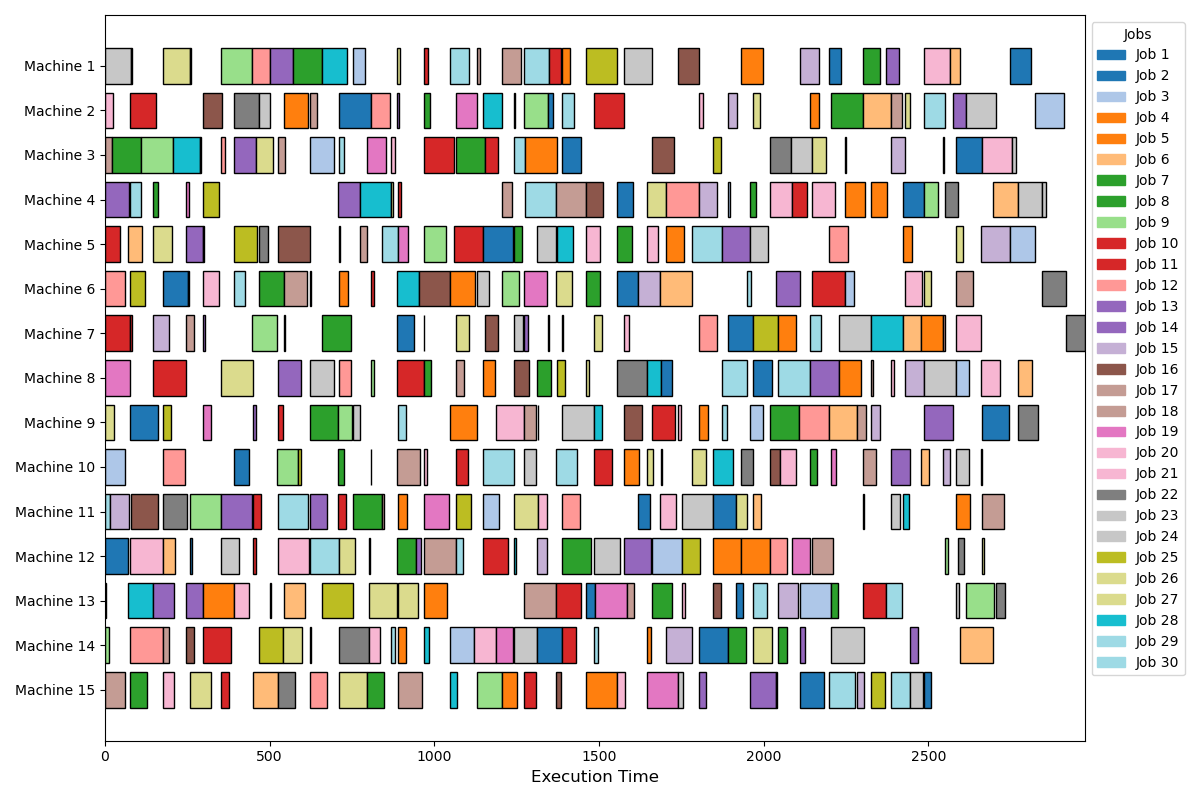 Machine 1
Machine 2
Machine 3
Machine 4
Machine 5
Machine 6
Machine 7
Machine 8
Machine 9
Machine 10
Machine 11
Machine 12
Machine 13
Machine 14
Machine 15
0 500 1000 1500 2000 2500
Execution Time
Jobs
Job 1
Job 2
Job 3
Job 4
Job 5
Job 6
Job 7
Job 8
Job 9
Job 10
Job 11
Job 12
Job 13
Job 14
Job 15
Job 16
Job 17
Job 18
Job 19
Job 20
Job 21
Job 22
Job 23
Job 24
Job 25
Job 26
Job 27
Job 28
Job 29
Job 30